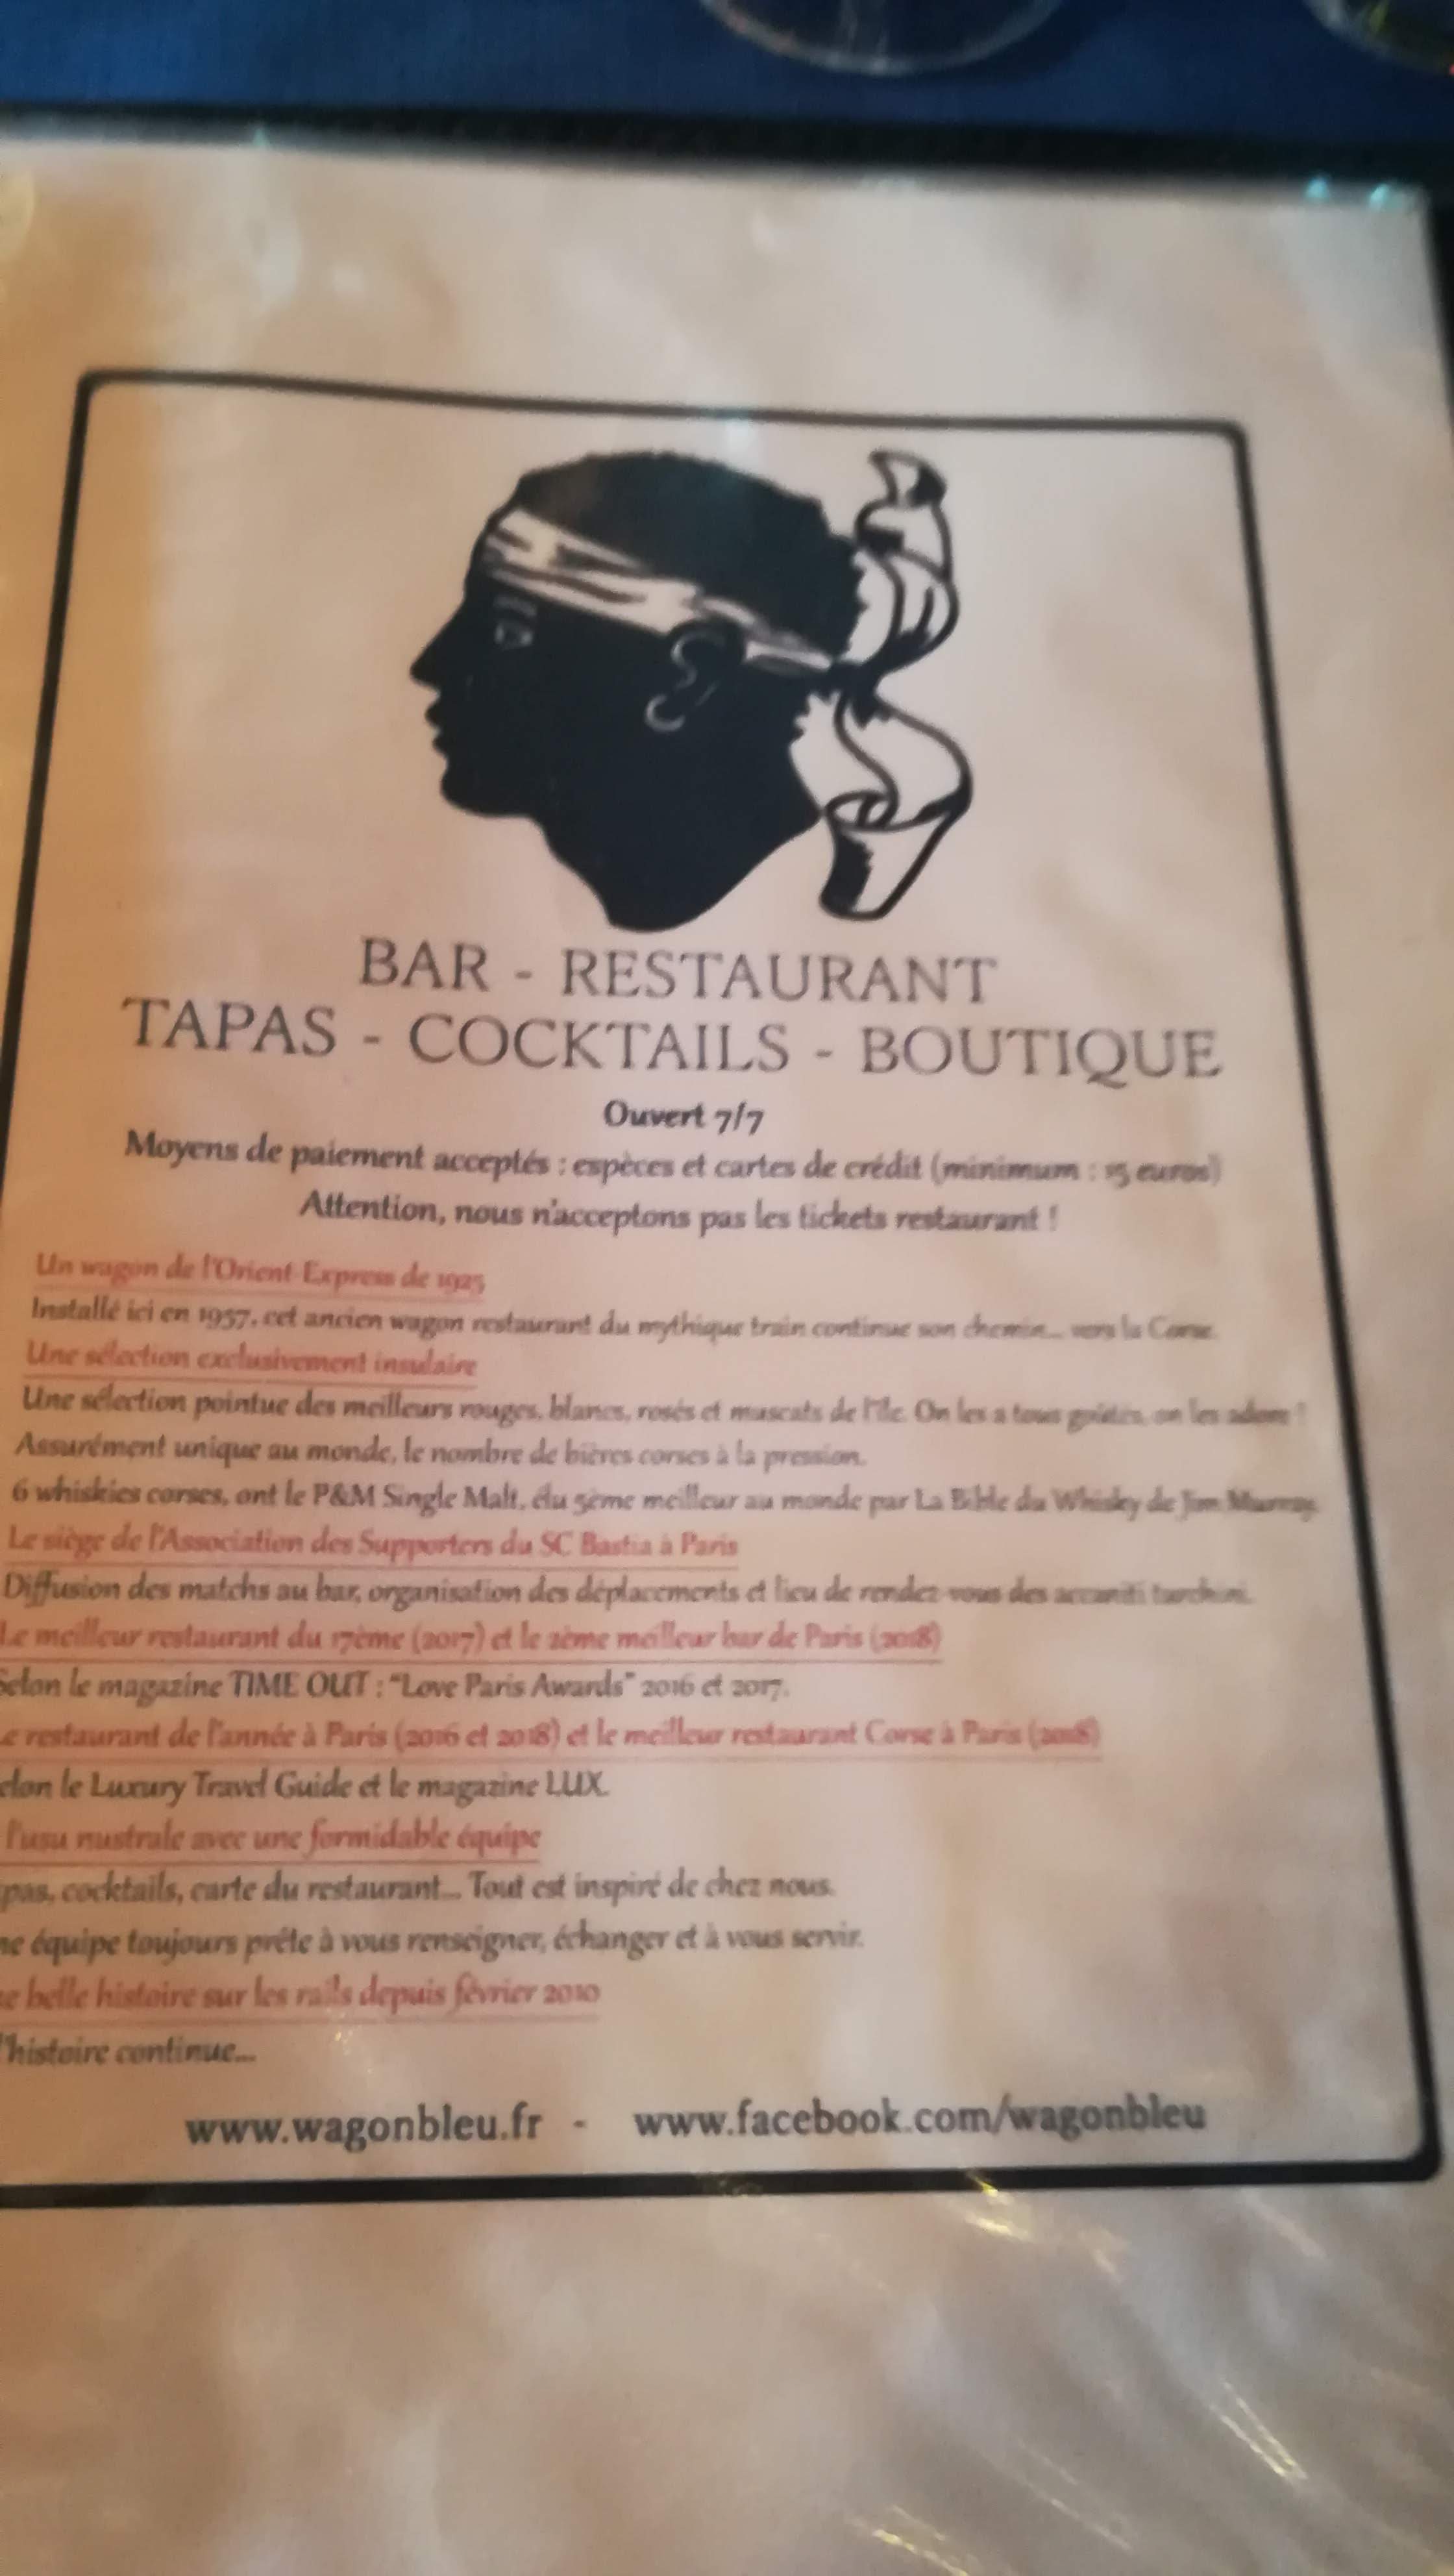 BAR - RESTAURANT
TAPAS - COCKTAILS - BOUTIQUE
Ouvert 7/7
Moyens de paiement acceptés : espèces et cartes de crédit (minimum : 15 euros)
Attention, nous n'acceptons pas les tickets restaurant !
Un wagon de l'Orient Express de 1925
Installé ici en 1957, cet ancien wagon restaurant du mythique train continue son chemin... vers la Corse.
Une sélection exclusivement insulaire
Une sélection pointue des meilleurs rouges, blancs, rosés et muscats de l'île. On les a tous goûtés, on les adore !
Assurément unique au monde, le nombre de bières corses à la pression.
6 whiskies corses, ont le P&M Single Malt, élu 5ème meilleur au monde par La Bible du Whisky de Jim Murray.
Le siège de l'Association des Supporters du SC Bastia à Paris
Diffusion des matchs au bar, organisation des déplacements et lieu de rendez-vous des accaniti turchini.
Le meilleur restaurant du 17ème (2017) et le 2ème meilleur bar de Paris (2018)
Selon le magazine TIME OUT : "Love Paris Awards" 2016 et 2017.
Le restaurant de l'année à Paris (2016 et 2018) et le meilleur restaurant Corse à Paris (2018)
elon le Luxury Travel Guide et le magazine LUX.
l'usu nustrale avec une formidable équipe
pas, cocktails, carte du restaurant... Tout est inspiré de chez nous.
ne équipe toujours prête à vous renseigner, échanger et à vous servir.
e belle histoire sur les rails depuis février 2010
l'histoire continue...
www.wagonbleu.fr - www.facebook.com/wagonbleu